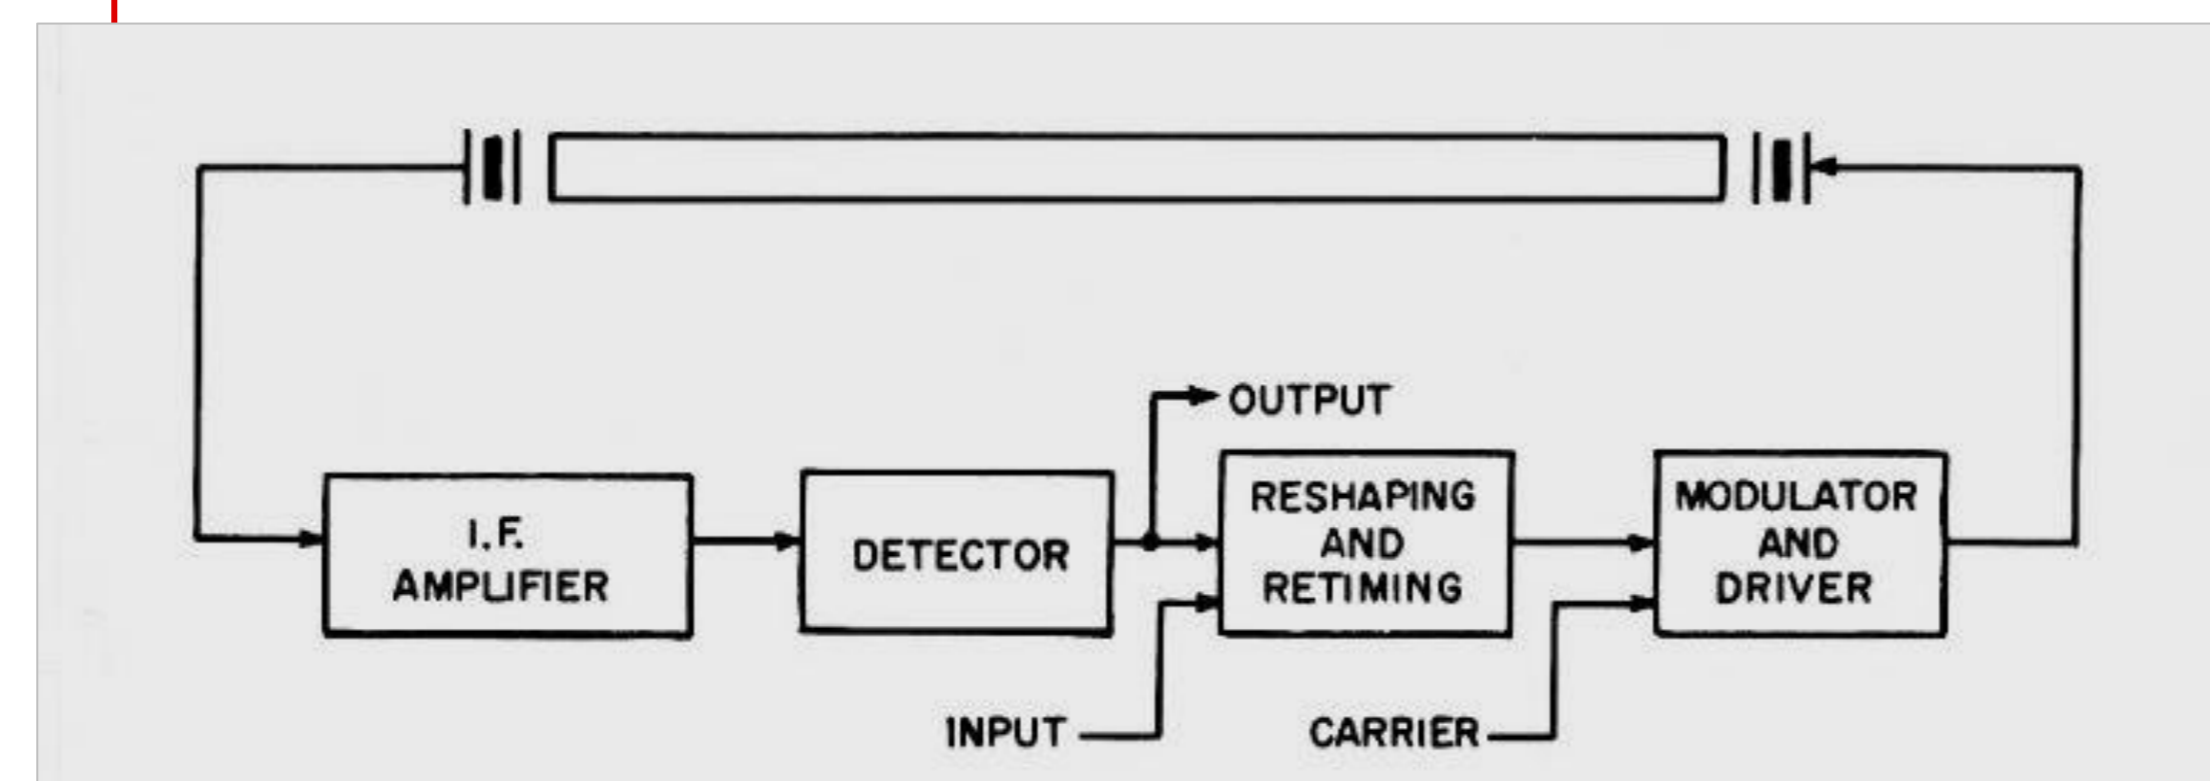 OUTPUT
I.F.
AMPLIFIER
DETECTOR
RESHAPING
AND
RETIMING
MODULATOR
AND
DRIVER
INPUT
CARRIER